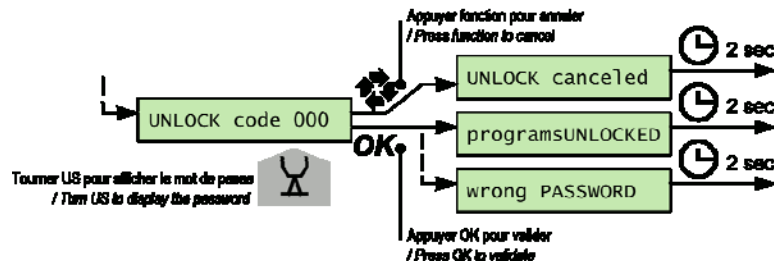 Appuyer fonction pour annuler
/ Press function to cancel
2 sec
UNLOCK canceled
2 sec
UNLOCK code 000
programsUNLOCKED
OK
2 sec
Tourner US pour afficher le mot de passe
/ Turn US to display the password
wrong PASSWORD
Appuyer OK pour valider
/ Press OK to validate